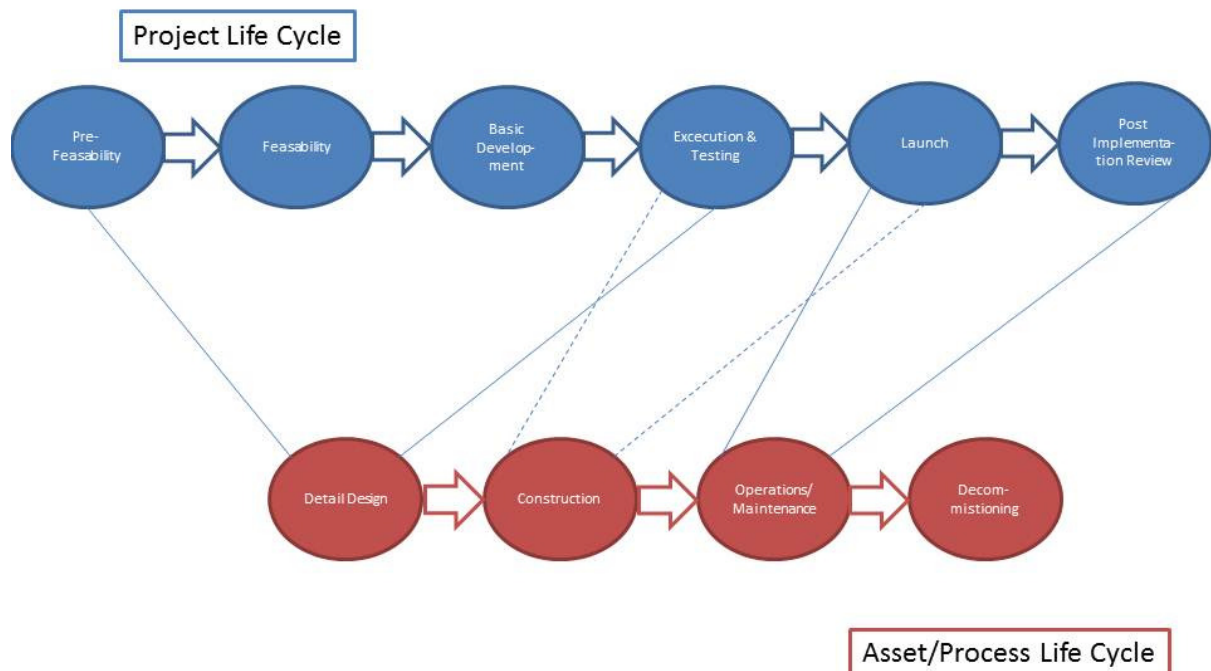 Project Life Cycle
Pre-
Feasability
Feasability
Basic
Develop-
ment
Excecution &
Testing
Launch
Post
Implementa-
tion Review
Detail Design
Construction
Operations/
Maintenance
Decom-
mistioning
Asset/Process Life Cycle